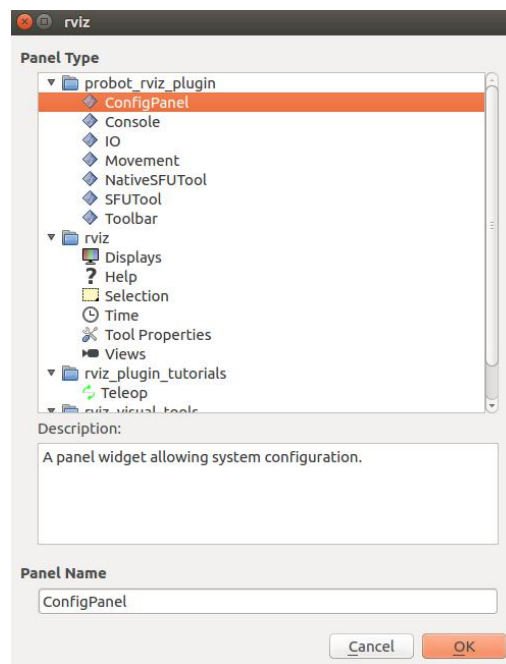 rviz
Panel Type
probot_rviz_plugin
ConfigPanel
Console
IO
Movement
NativeSFUTool
SFUTool
Toolbar
rviz
Displays
Help
Selection
Time
Tool Properties
Views
rviz_plugin_tutorials
Teleop
rviz_visual_tools
Description:
A panel widget allowing system configuration.
Panel Name
ConfigPanel
Cancel OK